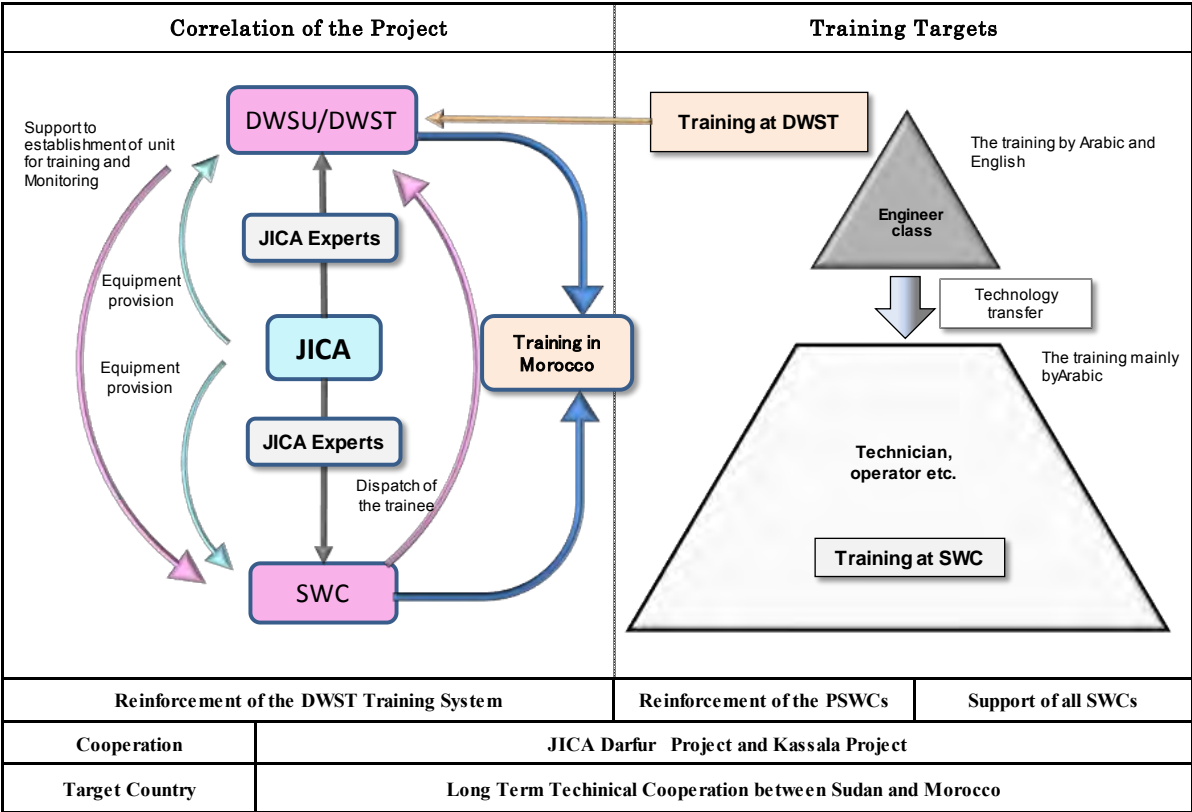 Correlation of the Project
Training Targets
Support to
establishment of unit
for training and
Monitoring
DWSU/DWST
Training at DWST
The training by Arabic and
English
JICA Experts
Engineer
class
Equipment
provision
JICA
Training in
Morocco
Technology
transfer
Equipment
provision
The training mainly
byArabic
JICA Experts
Dispatch of
the trainee
Technician,
operator etc.
Training at SWC
SWC
Reinforcement of the DWST Training System
Reinforcement of the PSWCs
Support of all SWCs
Cooperation
JICA Darfur Project and Kassala Project
Target Country
Long Term Techinical Cooperation between Sudan and Morocco